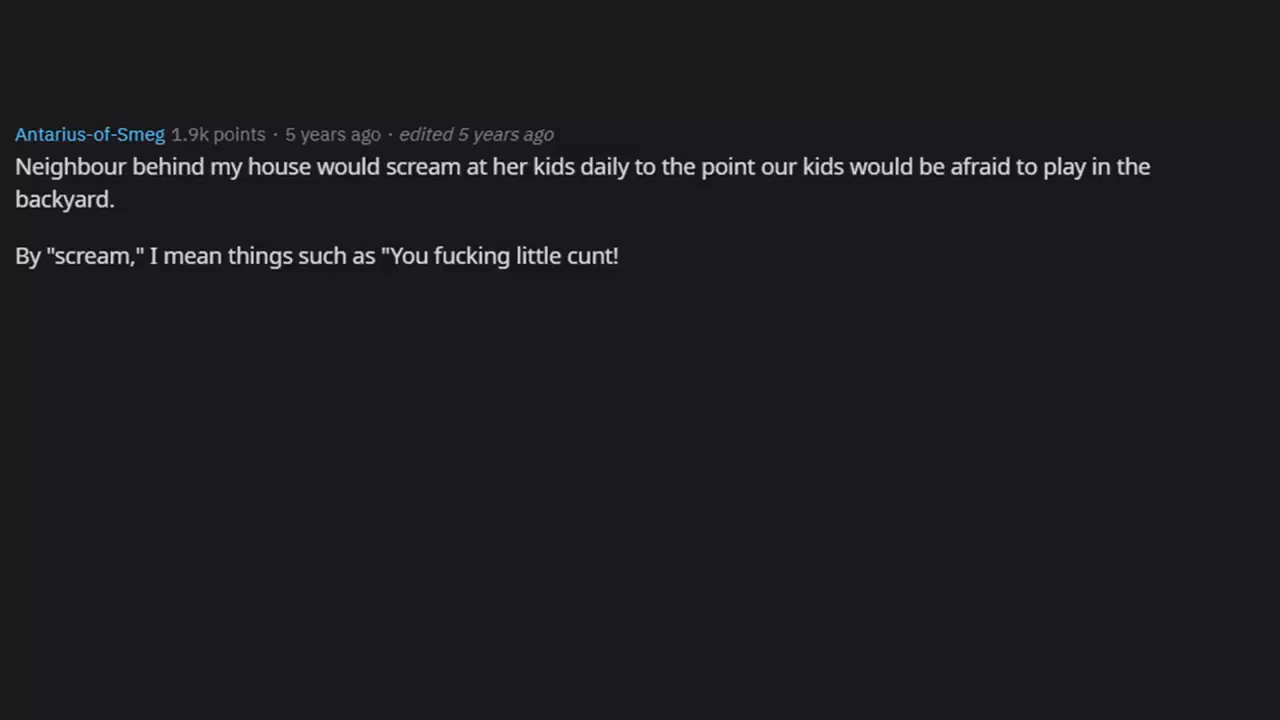 Antarius-of-Smeg 1.9k points · 5 years ago · edited 5 years ago
Neighbour behind my house would scream at her kids daily to the point our kids would be afraid to play in the
backyard.
By "scream," I mean things such as "You fucking little cunt!